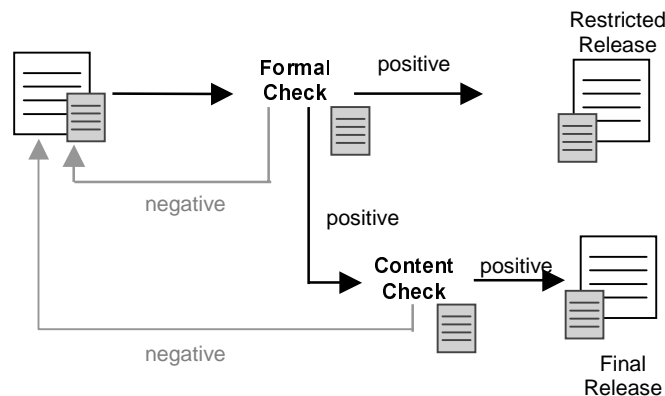 Restricted
Release
Formal
Check
positive
negative
positive
Content
Check
positive
negative
Final
Release